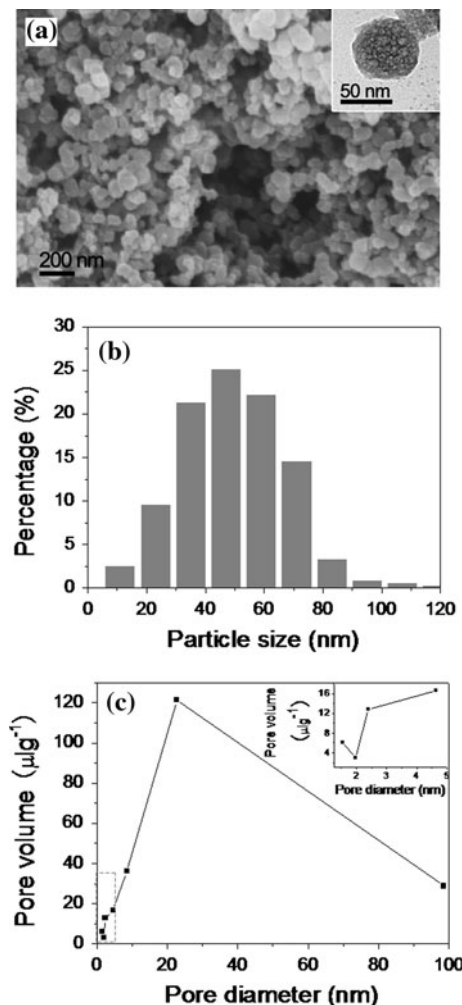 (a)
50 nm
200 nm
(b)
Percentage (%)
30
25
20
15
10
5
0
0 20 40 60 80 100 120
Particle size (nm)
(c)
Pore volume (μlg⁻¹)
120
100
80
60
40
20
0
0 20 40 60 80 100
Pore diameter (nm)
Pore volume
(μlg⁻¹)
16
12
8
4
2 3 4 5
Pore diameter (nm)